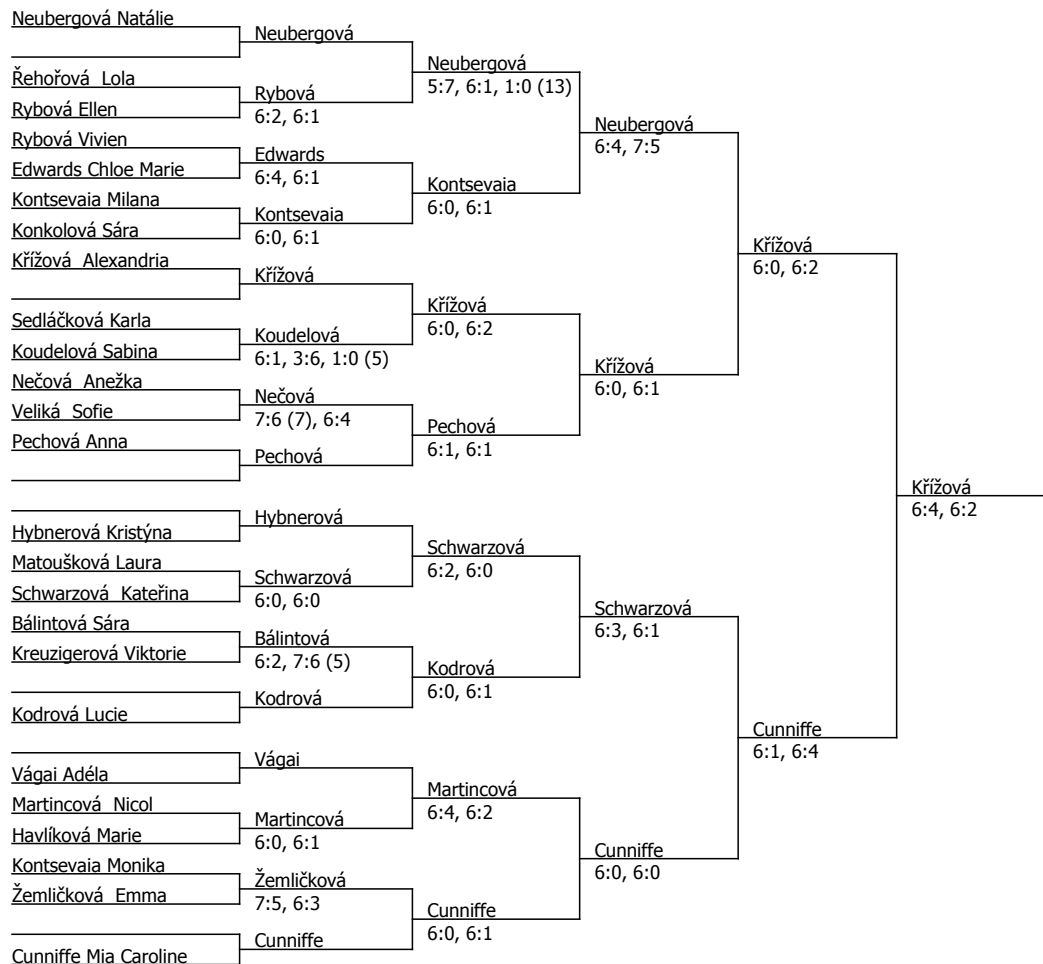 Neubergová Natálie
Řehořová  Lola
Rybová Ellen
Rybová Vivien
Edwards Chloe Marie
Kontsevaia Milana
Konkolová Sára
Křížová  Alexandria
Sedláčková Karla
Koudelová Sabina
Nečová  Anežka
Veliká  Sofie
Pechová Anna
Hybnerová Kristýna
Matoušková Laura
Schwarzová  Kateřina
Bálintová Sára
Kreuzigerová Viktorie
Kodrová Lucie
Vágai Adéla
Martincová  Nicol
Havlíková Marie
Kontsevaia Monika
Žemličková  Emma
Cunniffe Mia Caroline
Neubergová
Rybová
6:2, 6:1
Edwards
6:4, 6:1
Kontsevaia
6:0, 6:1
Křížová
Koudelová
6:1, 3:6, 1:0 (5)
Nečová
7:6 (7), 6:4
Pechová
Hybnerová
Schwarzová
6:0, 6:0
Bálintová
6:2, 7:6 (5)
Kodrová
Vágai
Martincová
6:0, 6:1
Žemličková
7:5, 6:3
Cunniffe
Neubergová
5:7, 6:1, 1:0 (13)
Kontsevaia
6:0, 6:1
Křížová
6:0, 6:2
Pechová
6:1, 6:1
Schwarzová
6:2, 6:0
Kodrová
6:0, 6:1
Martincová
6:4, 6:2
Cunniffe
6:0, 6:1
Neubergová
6:4, 7:5
Křížová
6:0, 6:1
Schwarzová
6:3, 6:1
Cunniffe
6:0, 6:0
Křížová
6:0, 6:2
Cunniffe
6:1, 6:4
Křížová
6:4, 6:2